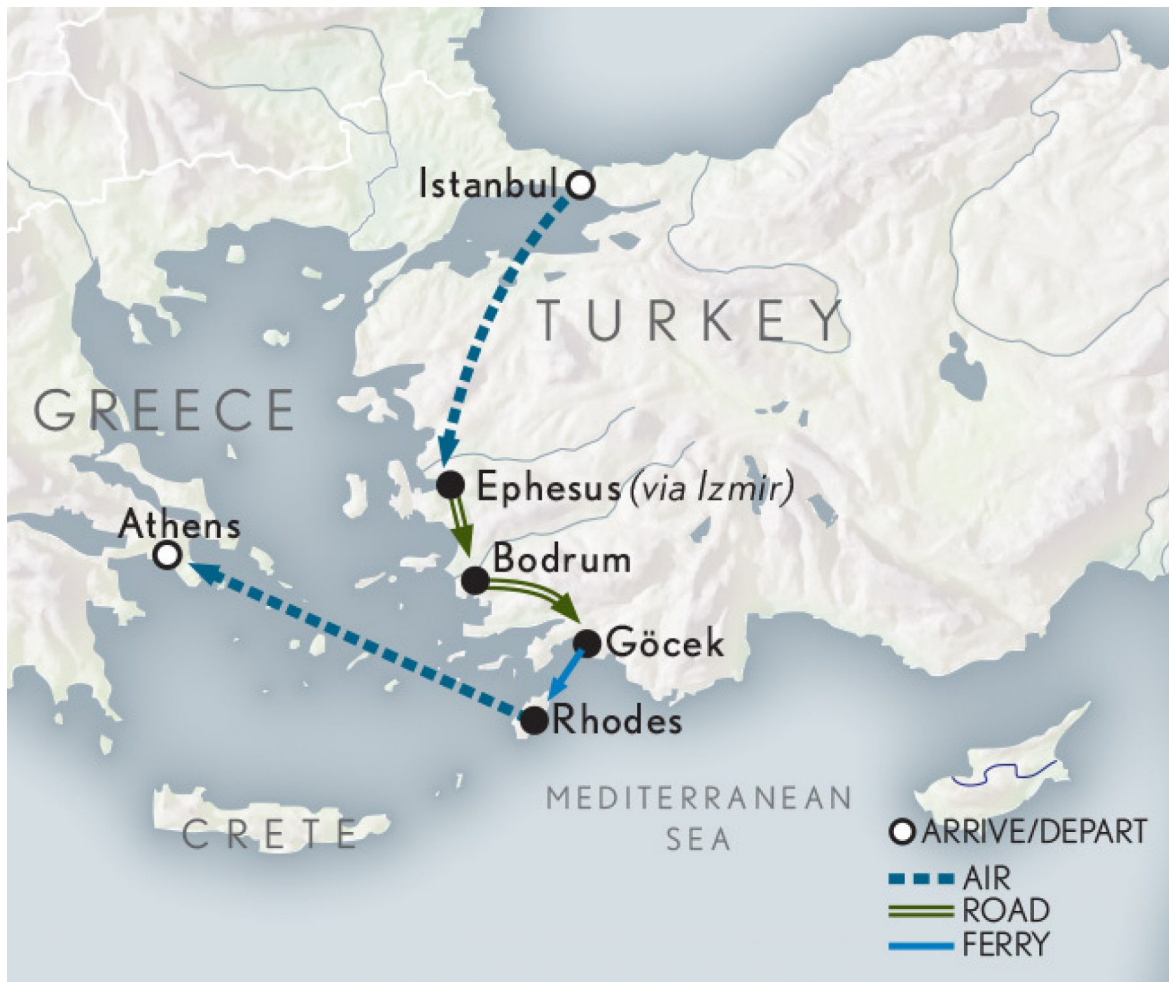 Istanbul
TURKEY
GREECE
Ephesus (via Izmir)
Athens
Bodrum
Göcek
Rhodes
MEDITERRANEAN
SEA
CRETE
ARRIVE/DEPART
AIR
ROAD
FERRY